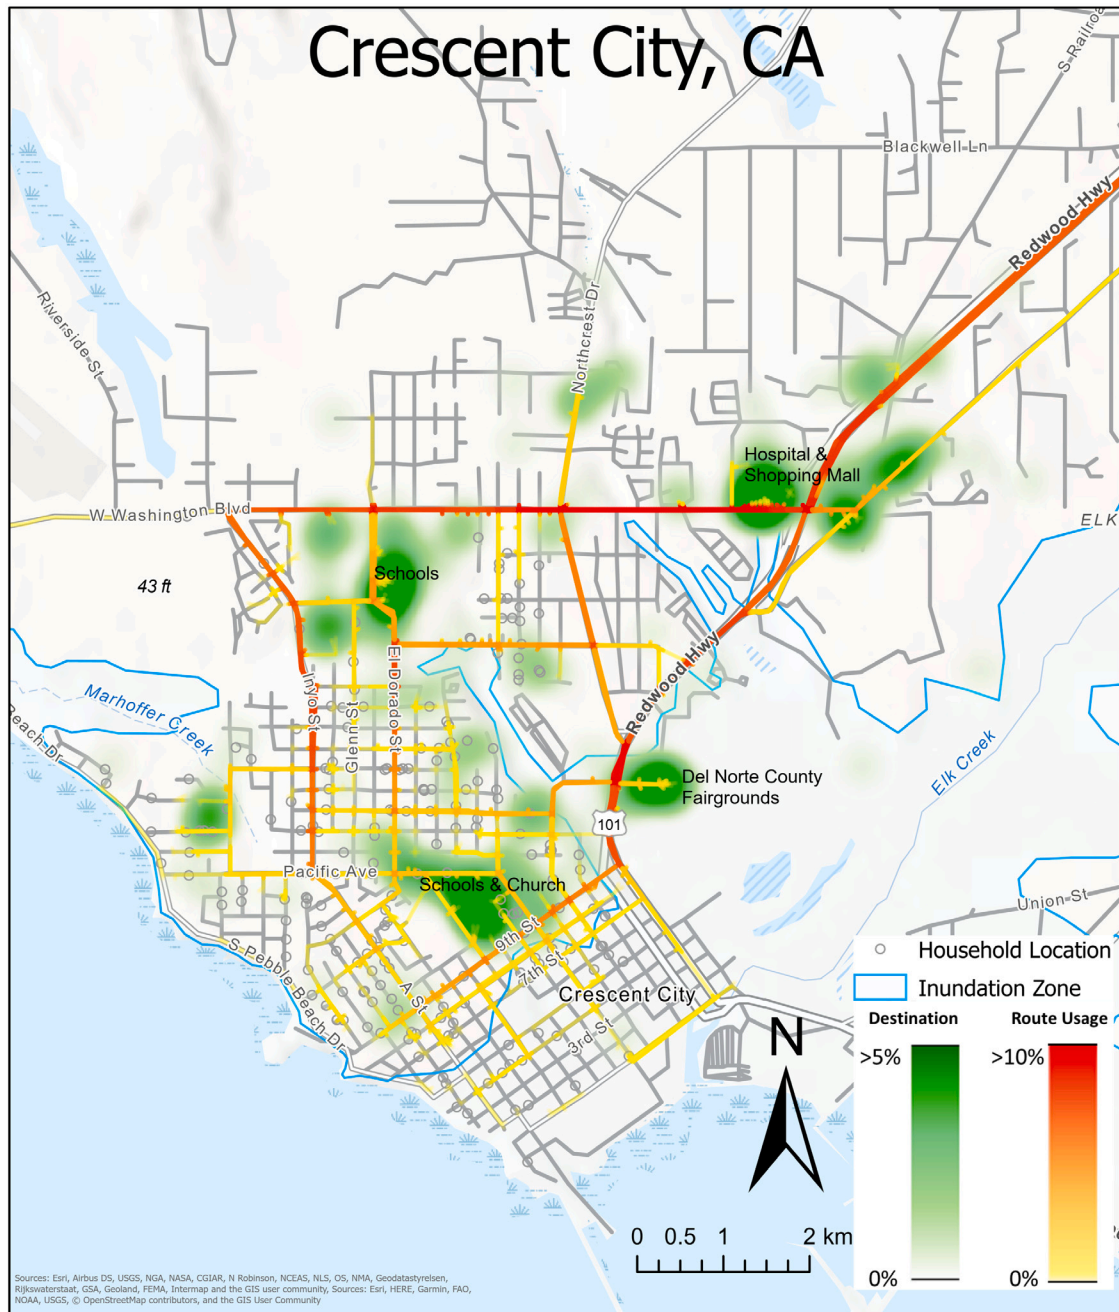 Crescent City, CA
S Railroa
Blackwell Ln
Redwood Hwy
Riverside St
Northcrest Dr
Hospital &
Shopping Mall
W Washington Blvd
ELK
43 ft
Schools
El Dorado St
Inyo St
Glenn St
Redwood Hwy
Marhoffer Creek
Beach Dr
Elk Creek
Del Norte County
Fairgrounds
101
Pacific Ave
Schools & Church
Union St
9th St
7th St
S Pebble Beach Dr
A St
Crescent City
3rd St
N
Household Location
Inundation Zone
Destination
Route Usage
>5%
>10%
0%
0%
0 0.5 1 2 km
Sources: Esri, Airbus DS, USGS, NGA, NASA, CGIAR, N Robinson, NCEAS, NLS, OS, NMA, Geodatastyrelsen,
Rijkswaterstaat, GSA, Geoland, FEMA, Intermap and the GIS user community, Sources: Esri, HERE, Garmin, FAO,
NOAA, USGS, © OpenStreetMap contributors, and the GIS User Community